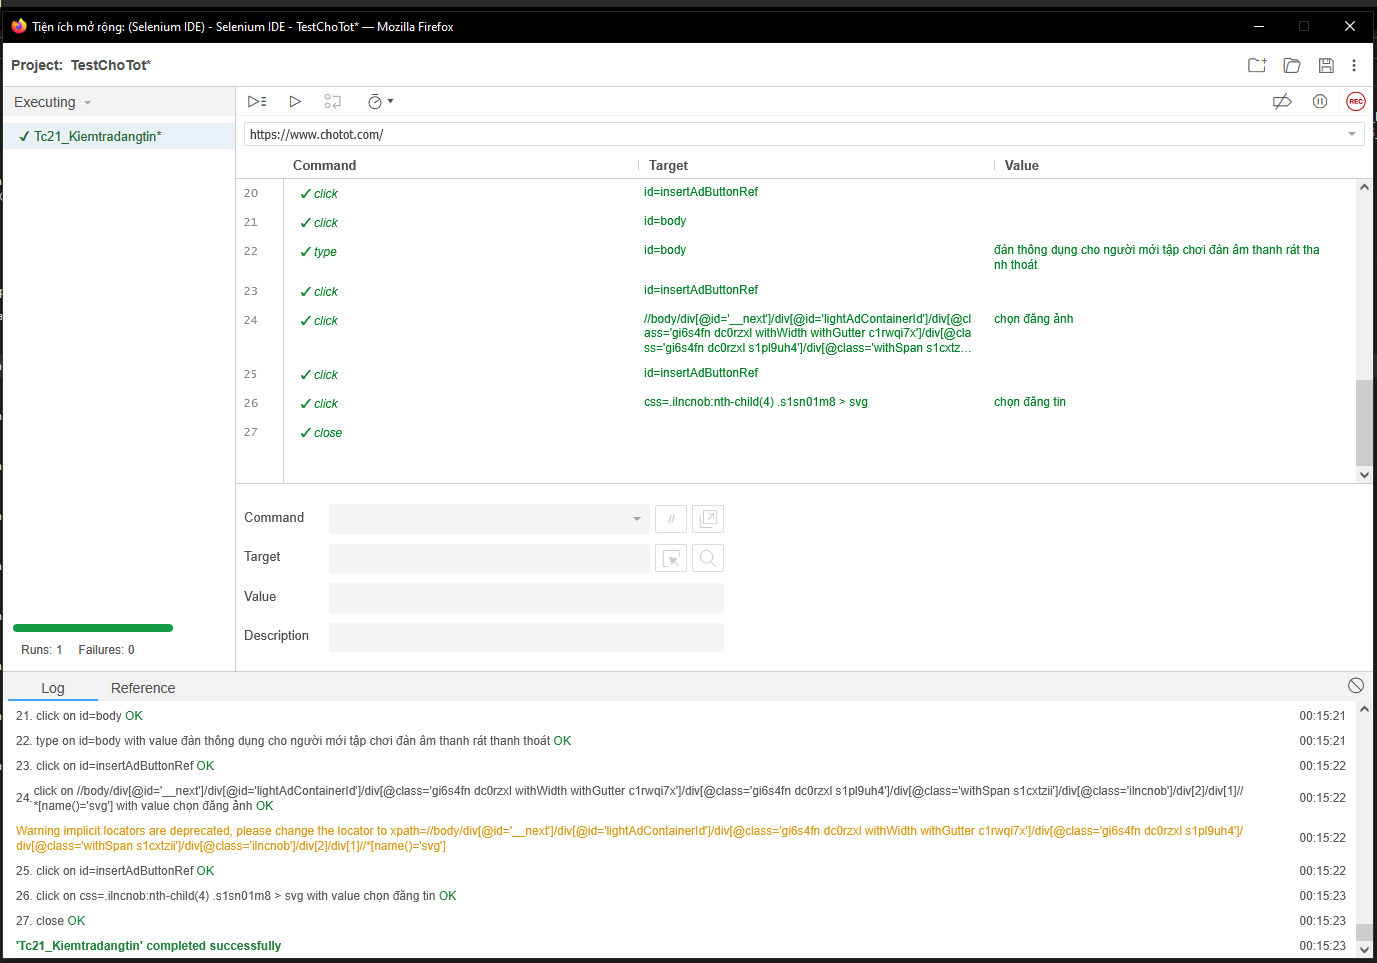 Tiện ích mở rộng: (Selenium IDE) - Selenium IDE - TestChoTot* — Mozilla Firefox
Project: TestChoTot*
Executing
REC
✓ Tc21_Kiemtradangtin*
https://www.chotot.com/
Command Target Value
20 ✓ click id=insertAdButtonRef
21 ✓ click id=body
22 ✓ type id=body đàn thông dụng cho người mới tập chơi đàn âm thanh rát tha
nh thoát
23 ✓ click id=insertAdButtonRef
24 ✓ click //body/div[@id='__next']/div[@id='lightAdContainerId']/div[@cl chọn đăng ảnh
ass='gi6s4fn dc0rzxl withWidth withGutter c1rwqi7x']/div[@cla
ss='gi6s4fn dc0rzxl s1pl9uh4']/div[@class='withSpan s1cxtz...
25 ✓ click id=insertAdButtonRef
26 ✓ click css=.ilncnob:nth-child(4) .s1sn01m8 > svg chọn đăng tin
27 ✓ close
Command //
Target
Value
Description
Runs: 1 Failures: 0
Log Reference
21. click on id=body OK 00:15:21
22. type on id=body with value đàn thông dụng cho người mới tập chơi đàn âm thanh rát thanh thoát OK 00:15:21
23. click on id=insertAdButtonRef OK 00:15:22
24. click on //body/div[@id='__next']/div[@id='lightAdContainerId']/div[@class='gi6s4fn dc0rzxl withWidth withGutter c1rwqi7x']/div[@class='gi6s4fn dc0rzxl s1pl9uh4']/div[@class='withSpan s1cxtzii']/div[@class='ilncnob']/div[2]/div[1]//
*[name()='svg'] with value chọn đăng ảnh OK 00:15:22
Warning implicit locators are deprecated, please change the locator to xpath=//body/div[@id='__next']/div[@id='lightAdContainerId']/div[@class='gi6s4fn dc0rzxl withWidth withGutter c1rwqi7x']/div[@class='gi6s4fn dc0rzxl s1pl9uh4']/
div[@class='withSpan s1cxtzii']/div[@class='ilncnob']/div[2]/div[1]//*[name()='svg'] 00:15:22
25. click on id=insertAdButtonRef OK 00:15:22
26. click on css=.ilncnob:nth-child(4) .s1sn01m8 > svg with value chọn đăng tin OK 00:15:23
27. close OK 00:15:23
'Tc21_Kiemtradangtin' completed successfully 00:15:23